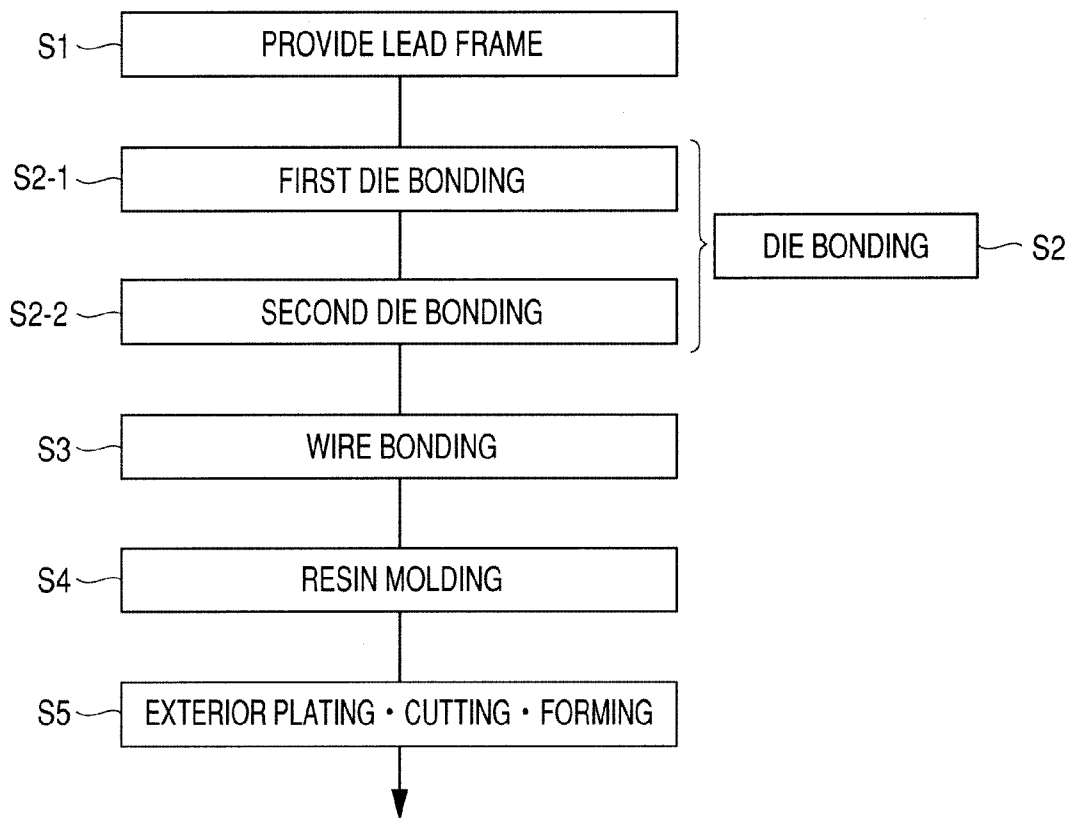 S1 PROVIDE LEAD FRAME
S2-1 FIRST DIE BONDING
DIE BONDING S2
S2-2 SECOND DIE BONDING
S3 WIRE BONDING
S4 RESIN MOLDING
S5 EXTERIOR PLATING・CUTTING・FORMING